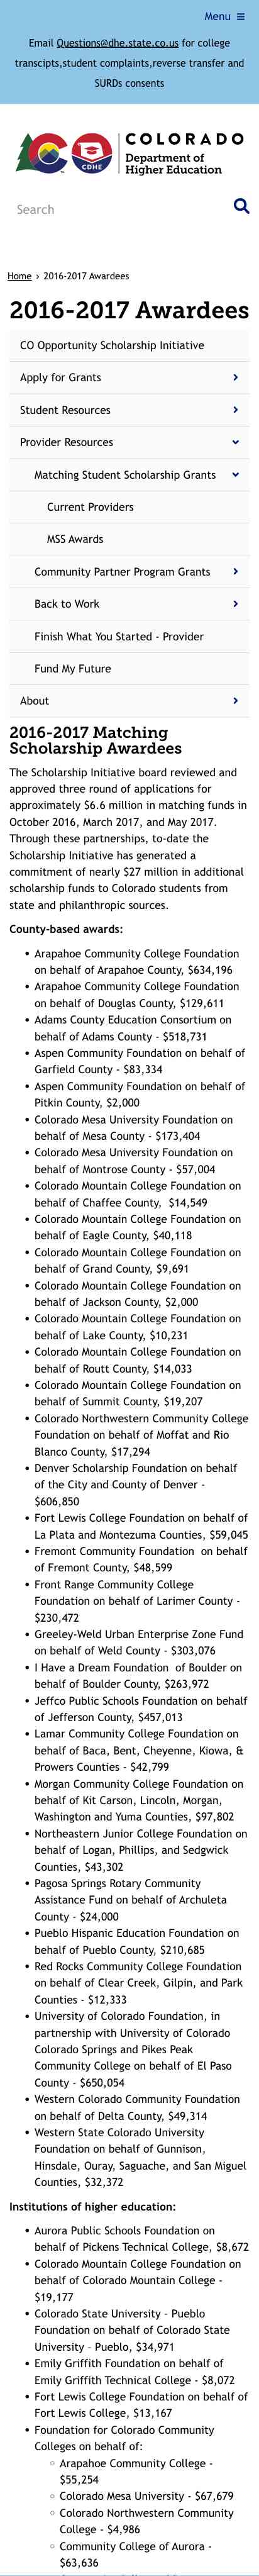 Menu
Email Questions@dhe.state.co.us for college
transcipts,student complaints,reverse transfer and
SURDs consents
CDHE
COLORADO
Department of
Higher Education
Search
Home › 2016-2017 Awardees
2016-2017 Awardees
CO Opportunity Scholarship Initiative
Apply for Grants
Student Resources
Provider Resources
Matching Student Scholarship Grants
Current Providers
MSS Awards
Community Partner Program Grants
Back to Work
Finish What You Started - Provider
Fund My Future
About
2016-2017 Matching
Scholarship Awardees
The Scholarship Initiative board reviewed and
approved three round of applications for
approximately $6.6 million in matching funds in
October 2016, March 2017, and May 2017.
Through these partnerships, to-date the
Scholarship Initiative has generated a
commitment of nearly $27 million in additional
scholarship funds to Colorado students from
state and philanthropic sources.
County-based awards:
• Arapahoe Community College Foundation
on behalf of Arapahoe County, $634,196
• Arapahoe Community College Foundation
on behalf of Douglas County, $129,611
• Adams County Education Consortium on
behalf of Adams County - $518,731
• Aspen Community Foundation on behalf of
Garfield County - $83,334
• Aspen Community Foundation on behalf of
Pitkin County, $2,000
• Colorado Mesa University Foundation on
behalf of Mesa County - $173,404
• Colorado Mesa University Foundation on
behalf of Montrose County - $57,004
• Colorado Mountain College Foundation on
behalf of Chaffee County,  $14,549
• Colorado Mountain College Foundation on
behalf of Eagle County, $40,118
• Colorado Mountain College Foundation on
behalf of Grand County, $9,691
• Colorado Mountain College Foundation on
behalf of Jackson County, $2,000
• Colorado Mountain College Foundation on
behalf of Lake County, $10,231
• Colorado Mountain College Foundation on
behalf of Routt County, $14,033
• Colorado Mountain College Foundation on
behalf of Summit County, $19,207
• Colorado Northwestern Community College
Foundation on behalf of Moffat and Rio
Blanco County, $17,294
• Denver Scholarship Foundation on behalf
of the City and County of Denver -
$606,850
• Fort Lewis College Foundation on behalf of
La Plata and Montezuma Counties, $59,045
• Fremont Community Foundation  on behalf
of Fremont County, $48,599
• Front Range Community College
Foundation on behalf of Larimer County -
$230,472
• Greeley-Weld Urban Enterprise Zone Fund
on behalf of Weld County - $303,076
• I Have a Dream Foundation  of Boulder on
behalf of Boulder County, $263,972
• Jeffco Public Schools Foundation on behalf
of Jefferson County, $457,013
• Lamar Community College Foundation on
behalf of Baca, Bent, Cheyenne, Kiowa, &
Prowers Counties - $42,799
• Morgan Community College Foundation on
behalf of Kit Carson, Lincoln, Morgan,
Washington and Yuma Counties, $97,802
• Northeastern Junior College Foundation on
behalf of Logan, Phillips, and Sedgwick
Counties, $43,302
• Pagosa Springs Rotary Community
Assistance Fund on behalf of Archuleta
County - $24,000
• Pueblo Hispanic Education Foundation on
behalf of Pueblo County, $210,685
• Red Rocks Community College Foundation
on behalf of Clear Creek, Gilpin, and Park
Counties - $12,333
• University of Colorado Foundation, in
partnership with University of Colorado
Colorado Springs and Pikes Peak
Community College on behalf of El Paso
County - $650,054
• Western Colorado Community Foundation
on behalf of Delta County, $49,314
• Western State Colorado University
Foundation on behalf of Gunnison,
Hinsdale, Ouray, Saguache, and San Miguel
Counties, $32,372
Institutions of higher education:
• Aurora Public Schools Foundation on
behalf of Pickens Technical College, $8,672
• Colorado Mountain College Foundation on
behalf of Colorado Mountain College -
$19,177
• Colorado State University - Pueblo
Foundation on behalf of Colorado State
University - Pueblo, $34,971
• Emily Griffith Foundation on behalf of
Emily Griffith Technical College - $8,072
• Fort Lewis College Foundation on behalf of
Fort Lewis College, $13,167
• Foundation for Colorado Community
Colleges on behalf of:
◦ Arapahoe Community College -
$55,254
◦ Colorado Mesa University - $67,679
◦ Colorado Northwestern Community
College - $4,986
◦ Community College of Aurora -
$63,636